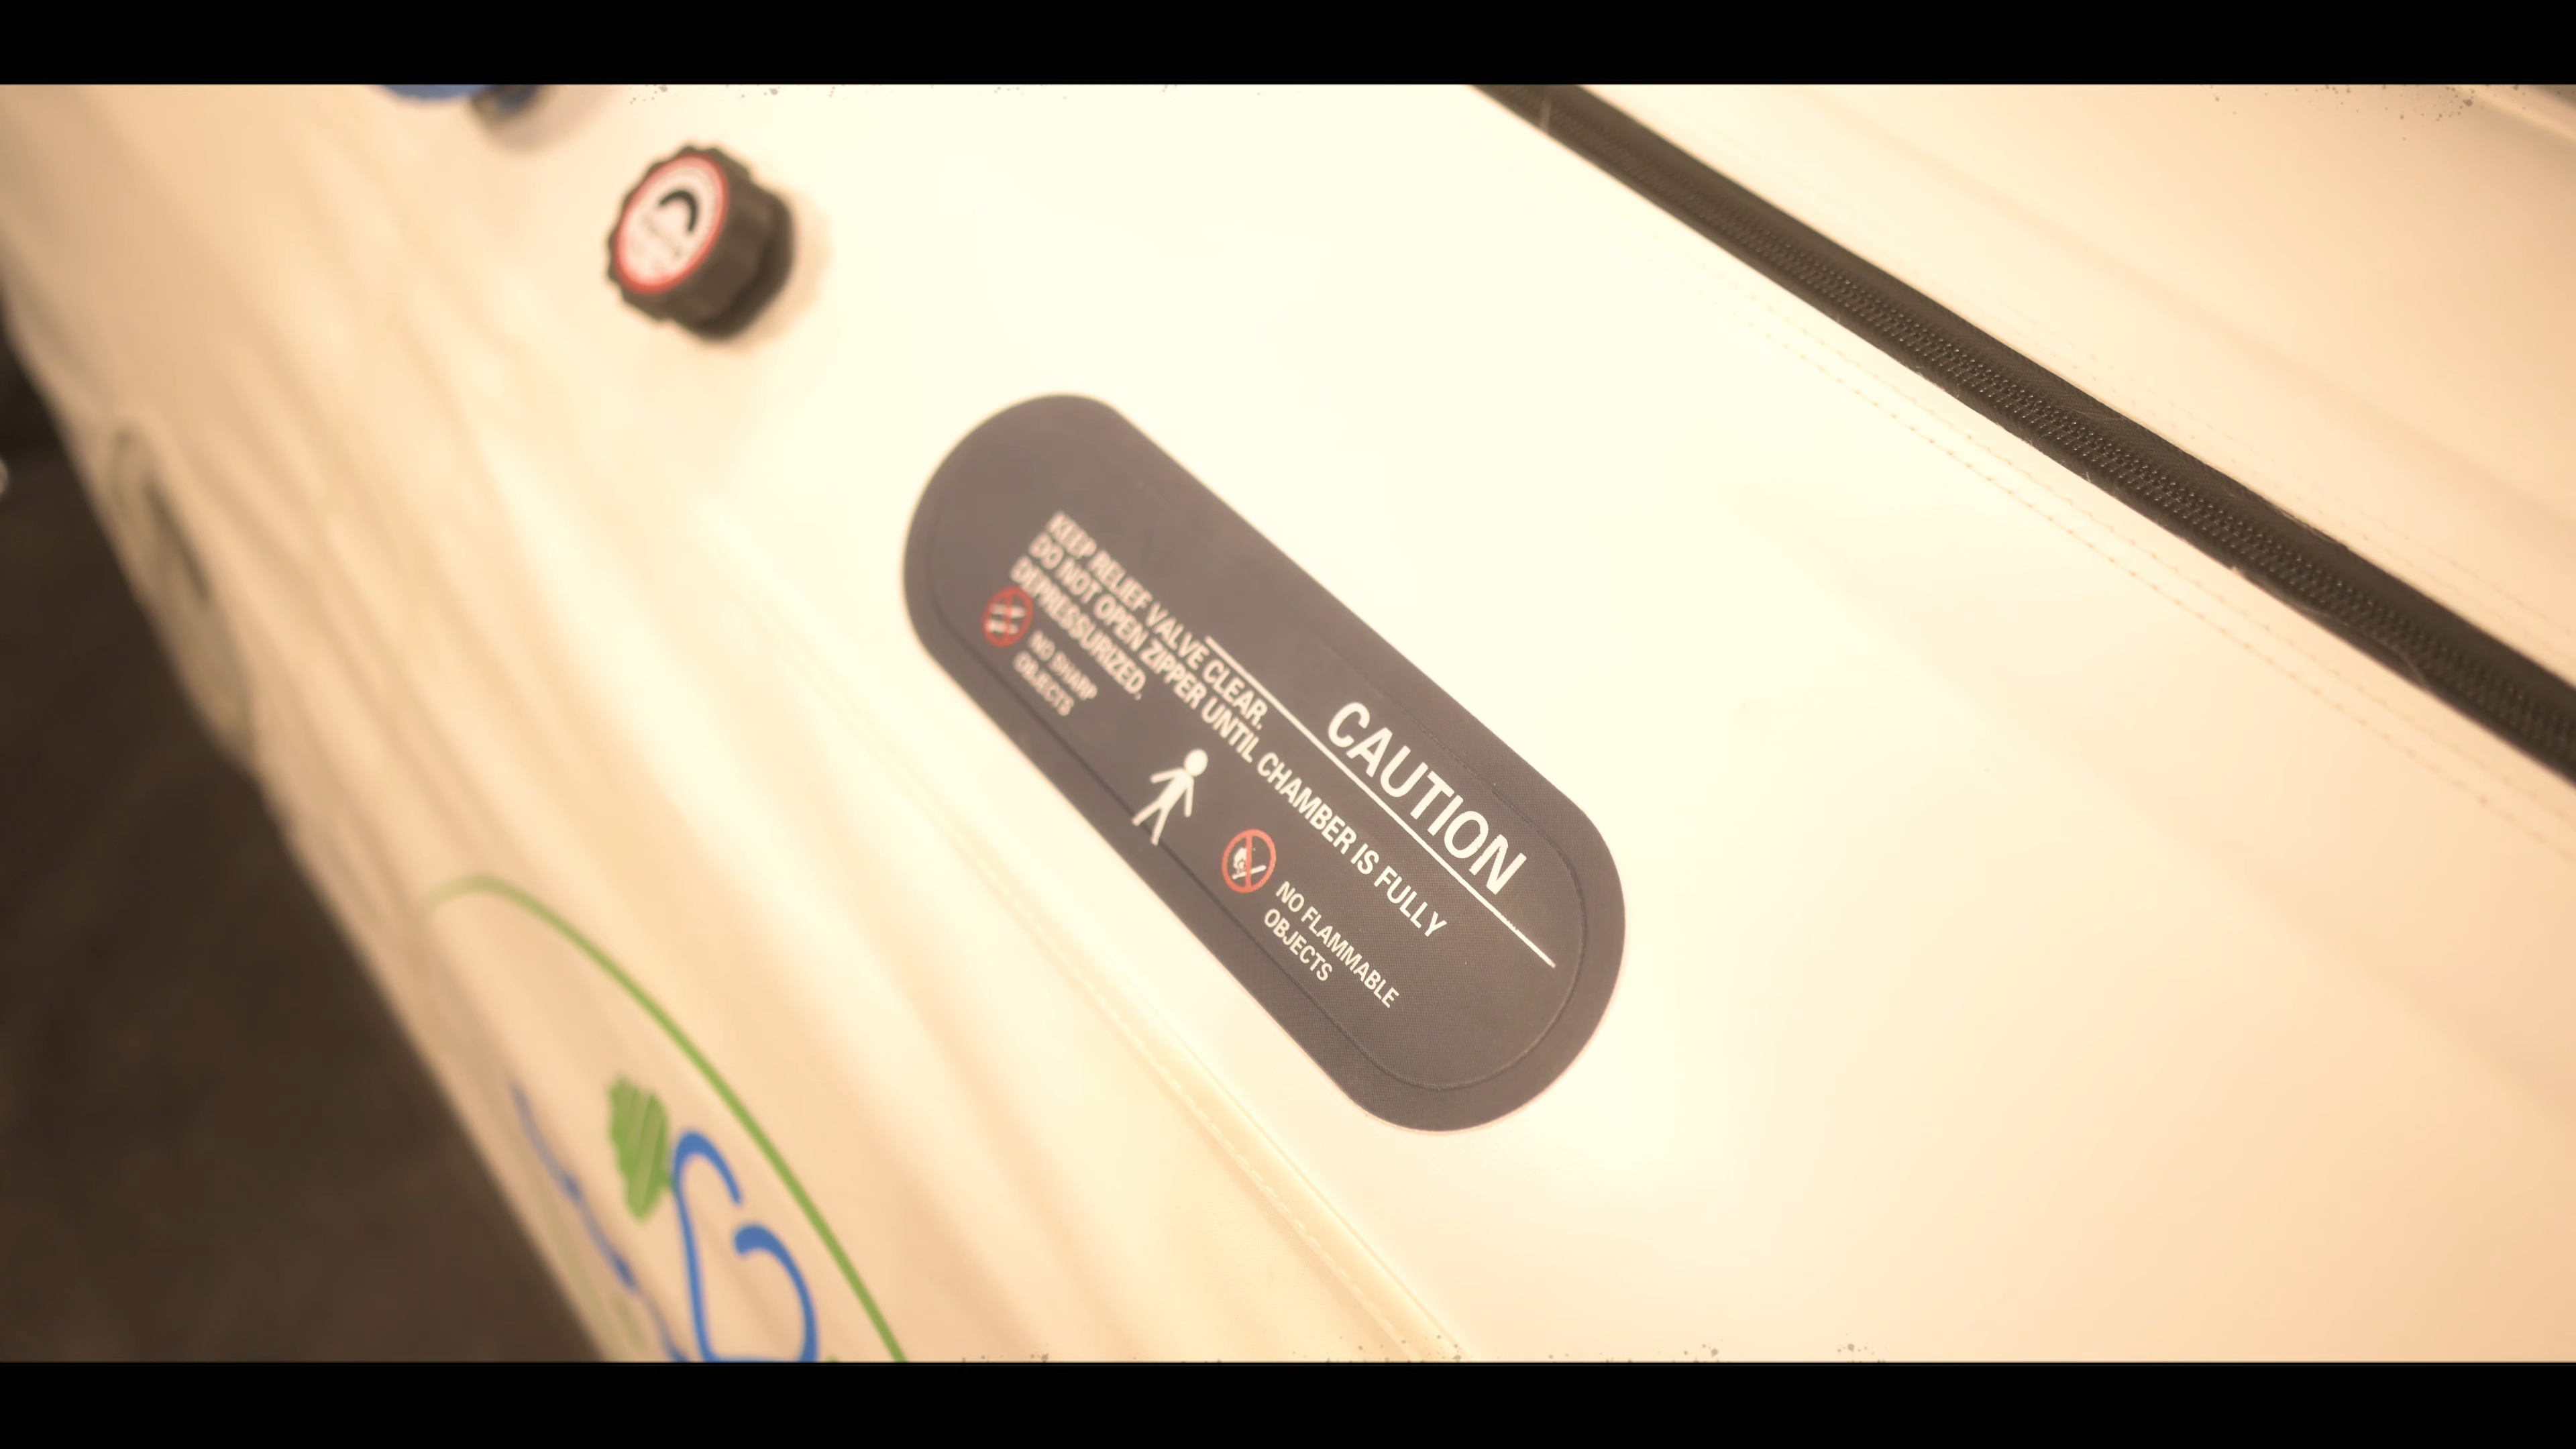 CAUTION
KEEP RELIEF VALVE CLEAR.
DO NOT OPEN ZIPPER UNTIL CHAMBER IS FULLY
DEPRESSURIZED.
NO SHARP
OBJECTS
NO FLAMMABLE
OBJECTS